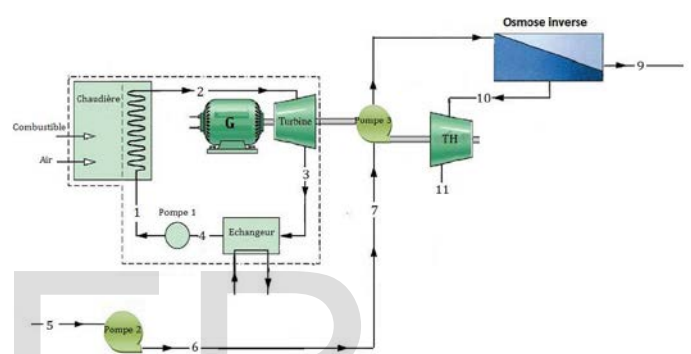 Osmose inverse
9
10
Chaudière
2
G
Turbine
Pompe 3
TH
Combustible
Air
3
11
1
Pompe 1
4
Echangeur
7
5
Pompe 2
6